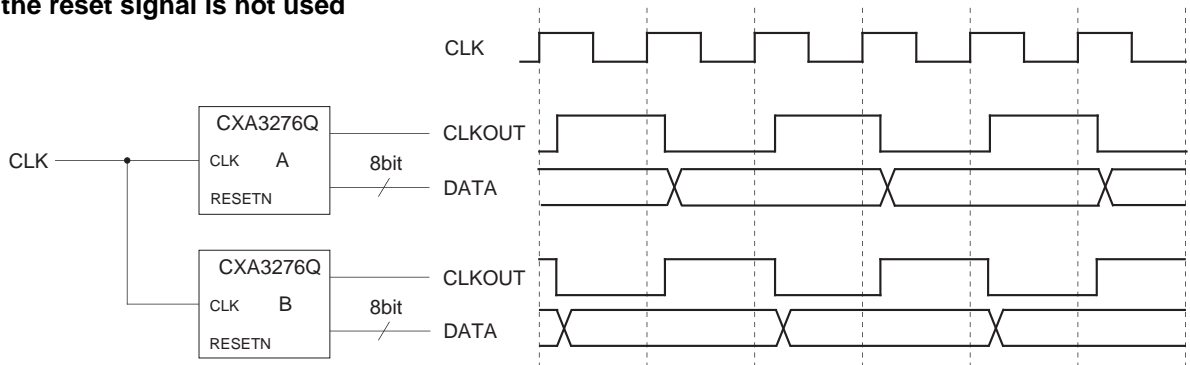 the reset signal is not used
CLK
CXA3276Q
CLK A
RESETN
CLK
8bit
CLKOUT
DATA
CXA3276Q
CLK B
RESETN
8bit
CLKOUT
DATA